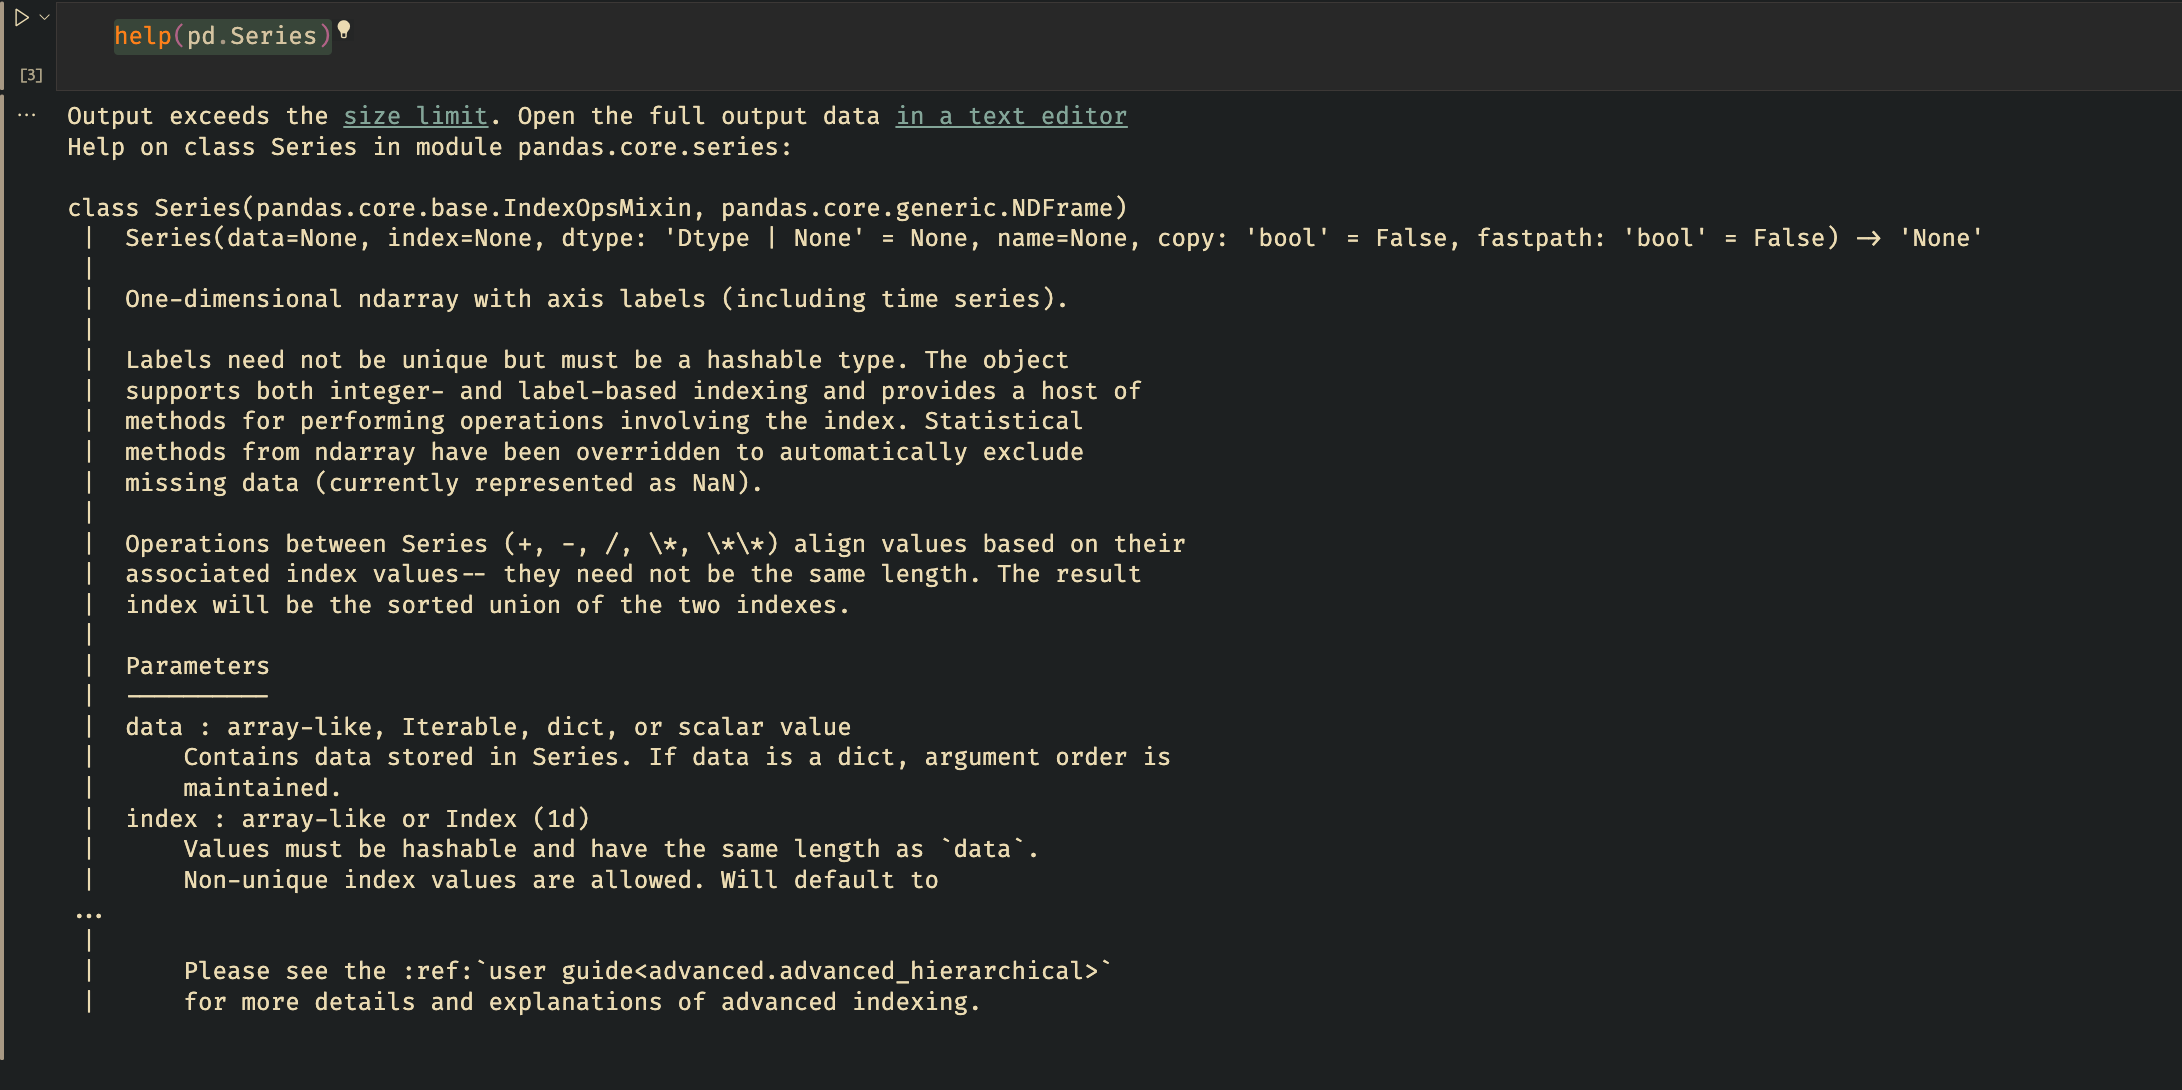 help(pd.Series)
[3]
... Output exceeds the size limit. Open the full output data in a text editor
Help on class Series in module pandas.core.series:

class Series(pandas.core.base.IndexOpsMixin, pandas.core.generic.NDFrame)
 |  Series(data=None, index=None, dtype: 'Dtype | None' = None, name=None, copy: 'bool' = False, fastpath: 'bool' = False) -> 'None'
 |
 |  One-dimensional ndarray with axis labels (including time series).
 |
 |  Labels need not be unique but must be a hashable type. The object
 |  supports both integer- and label-based indexing and provides a host of
 |  methods for performing operations involving the index. Statistical
 |  methods from ndarray have been overridden to automatically exclude
 |  missing data (currently represented as NaN).
 |
 |  Operations between Series (+, -, /, \*, \*\*) align values based on their
 |  associated index values-- they need not be the same length. The result
 |  index will be the sorted union of the two indexes.
 |
 |  Parameters
 |  ----------
 |  data : array-like, Iterable, dict, or scalar value
 |      Contains data stored in Series. If data is a dict, argument order is
 |      maintained.
 |  index : array-like or Index (1d)
 |      Values must be hashable and have the same length as `data`.
 |      Non-unique index values are allowed. Will default to
...
 |
 |      Please see the :ref:`user guide<advanced.advanced_hierarchical>`
 |      for more details and explanations of advanced indexing.